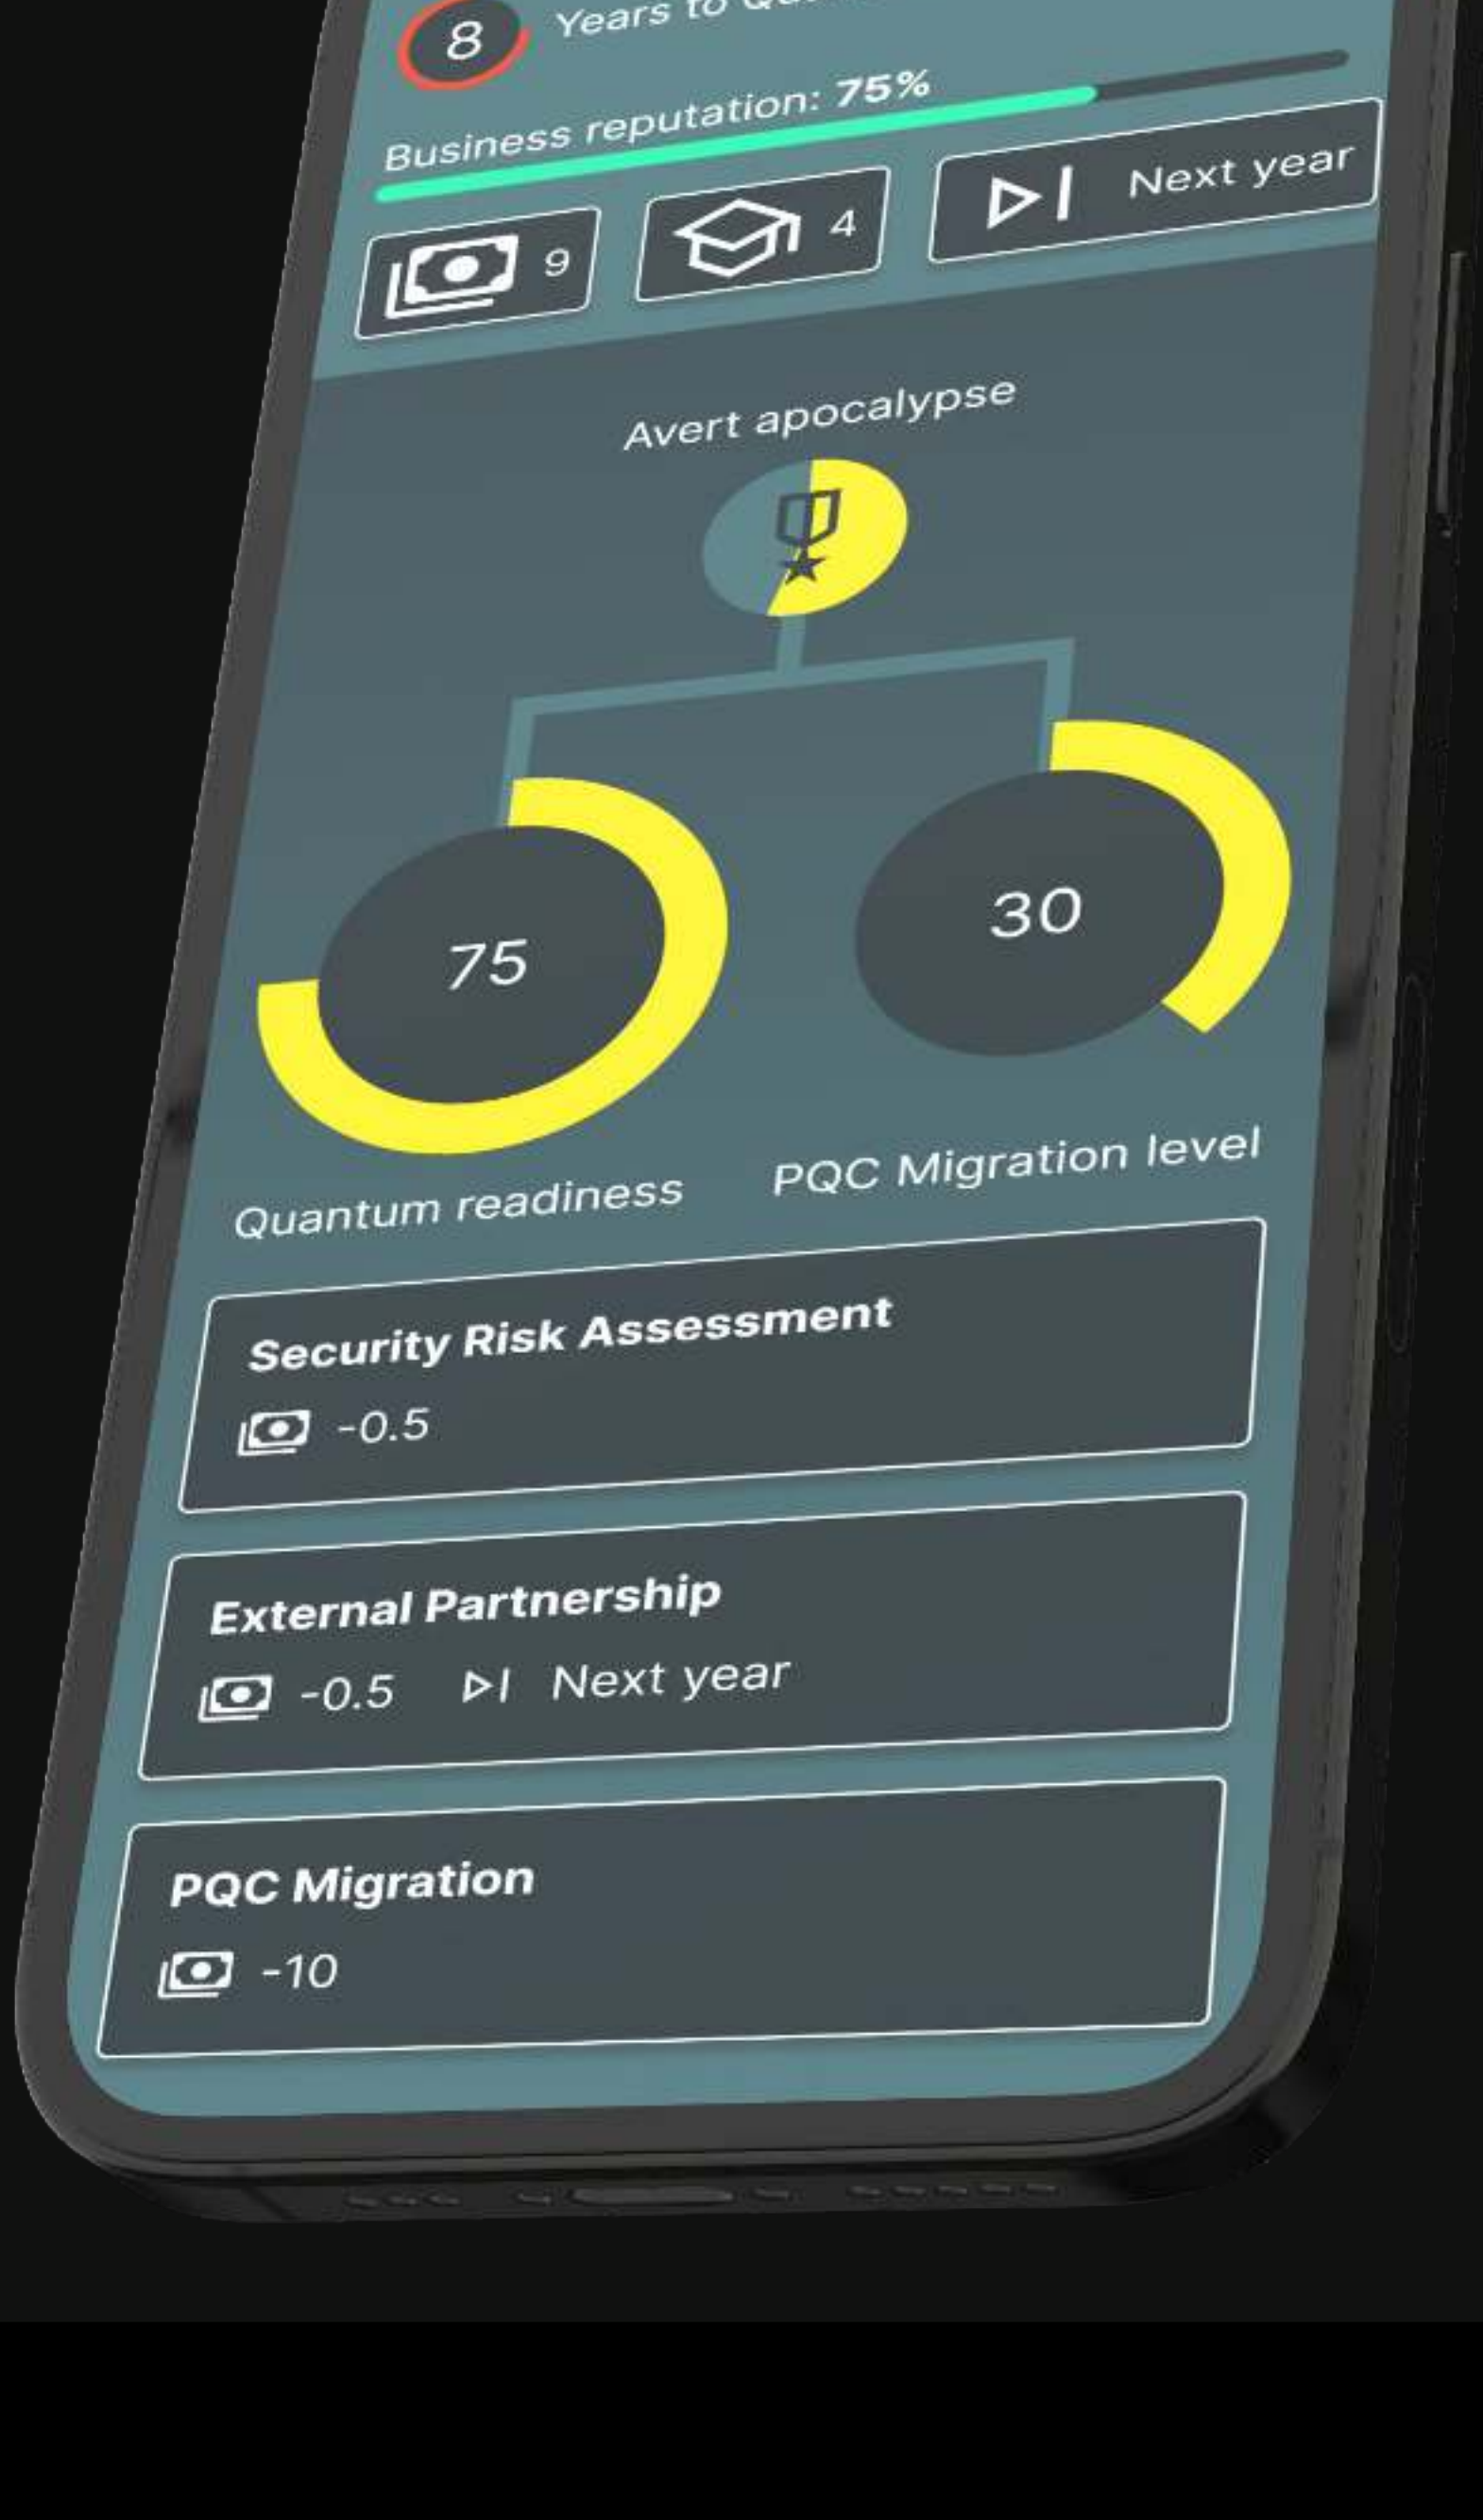 8
Years to
Business reputation: 75%
9
4
Next year
Avert apocalypse
75
30
Quantum readiness
PQC Migration level
Security Risk Assessment
-0.5
External Partnership
-0.5 Next year
PQC Migration
-10